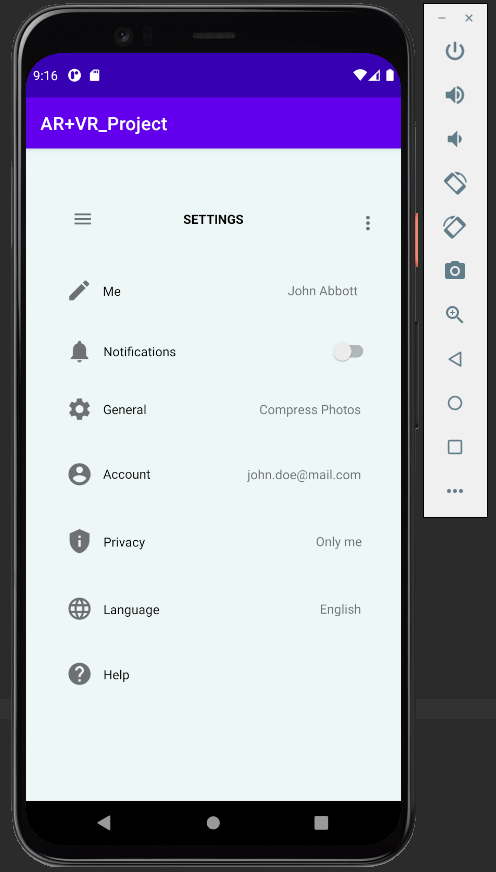 9:16
AR+VR_Project
SETTINGS
Me John Abbott
Notifications
General Compress Photos
Account john.doe@mail.com
Privacy Only me
Language English
Help